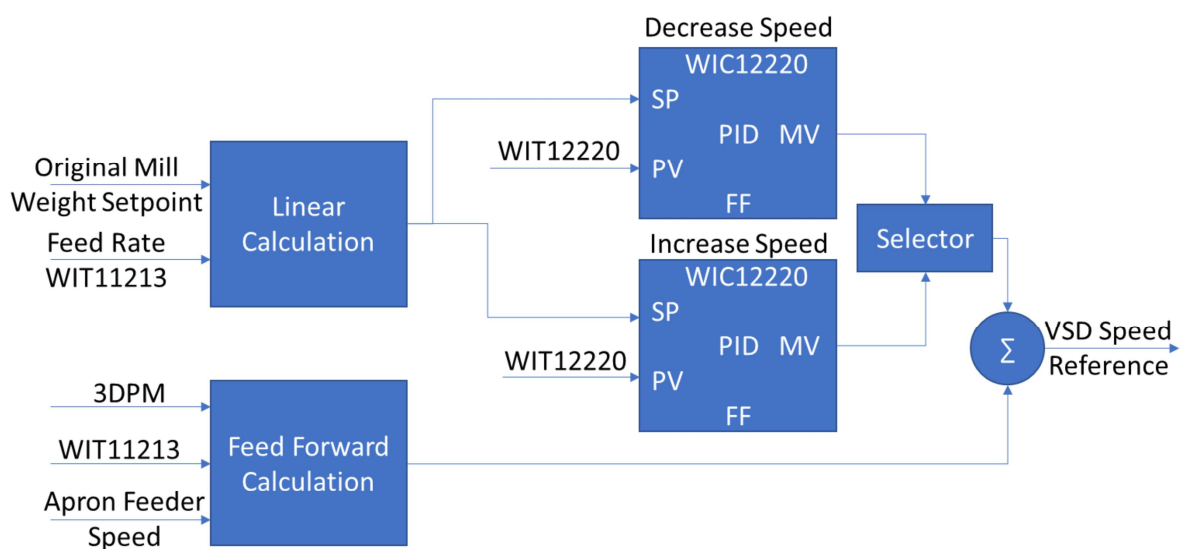 Decrease Speed
WIC12220
SP
PID MV
WIT12220
PV
FF
Original Mill
Weight Setpoint
Feed Rate
WIT11213
Linear
Calculation
Selector
Increase Speed
WIC12220
SP
PID MV
WIT12220
PV
FF
∑
VSD Speed
Reference
3DPM
WIT11213
Apron Feeder
Speed
Feed Forward
Calculation